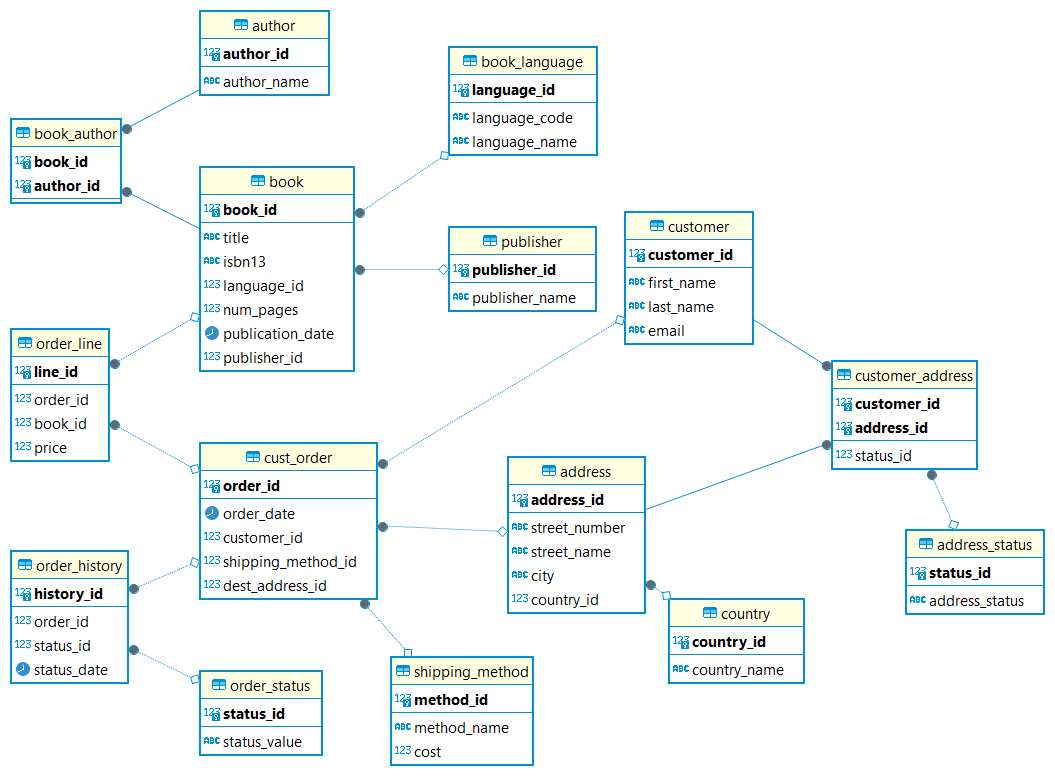 author
123 author_id
ABC author_name
book_language
123 language_id
ABC language_code
ABC language_name
book_author
123 book_id
123 author_id
book
123 book_id
ABC title
ABC isbn13
123 language_id
123 num_pages
publication_date
123 publisher_id
publisher
123 publisher_id
ABC publisher_name
customer
123 customer_id
ABC first_name
ABC last_name
ABC email
order_line
123 line_id
123 order_id
123 book_id
123 price
customer_address
123 customer_id
123 address_id
123 status_id
cust_order
123 order_id
order_date
123 customer_id
123 shipping_method_id
123 dest_address_id
address
123 address_id
ABC street_number
ABC street_name
ABC city
123 country_id
address_status
123 status_id
ABC address_status
order_history
123 history_id
123 order_id
123 status_id
status_date
country
123 country_id
ABC country_name
order_status
123 status_id
ABC status_value
shipping_method
123 method_id
ABC method_name
123 cost